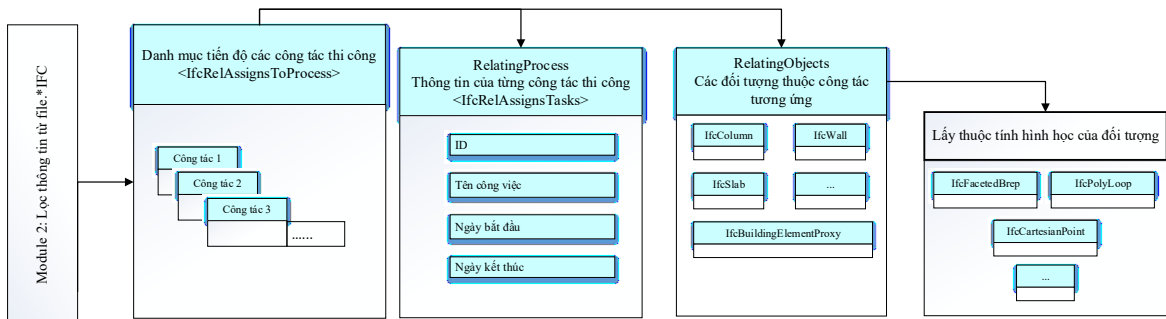 Module 2: Lọc thông tin từ file.*IFC
Danh mục tiến độ các công tác thi công
<IfcRelAssignsToProcess>
Công tác 1
Công tác 2
Công tác 3
......
RelatingProcess
Thông tin của từng công tác thi công
<IfcRelAssignsTasks>
ID
Tên công việc
Ngày bắt đầu
Ngày kết thúc
RelatingObjects
Các đối tượng thuộc công tác
tương ứng
IfcColumn
IfcWall
IfcSlab
...
IfcBuildingElementProxy
Lấy thuộc tính hình học của đối tượng
IfcFacetedBrep
IfcPolyLoop
IfcCartesianPoint
...